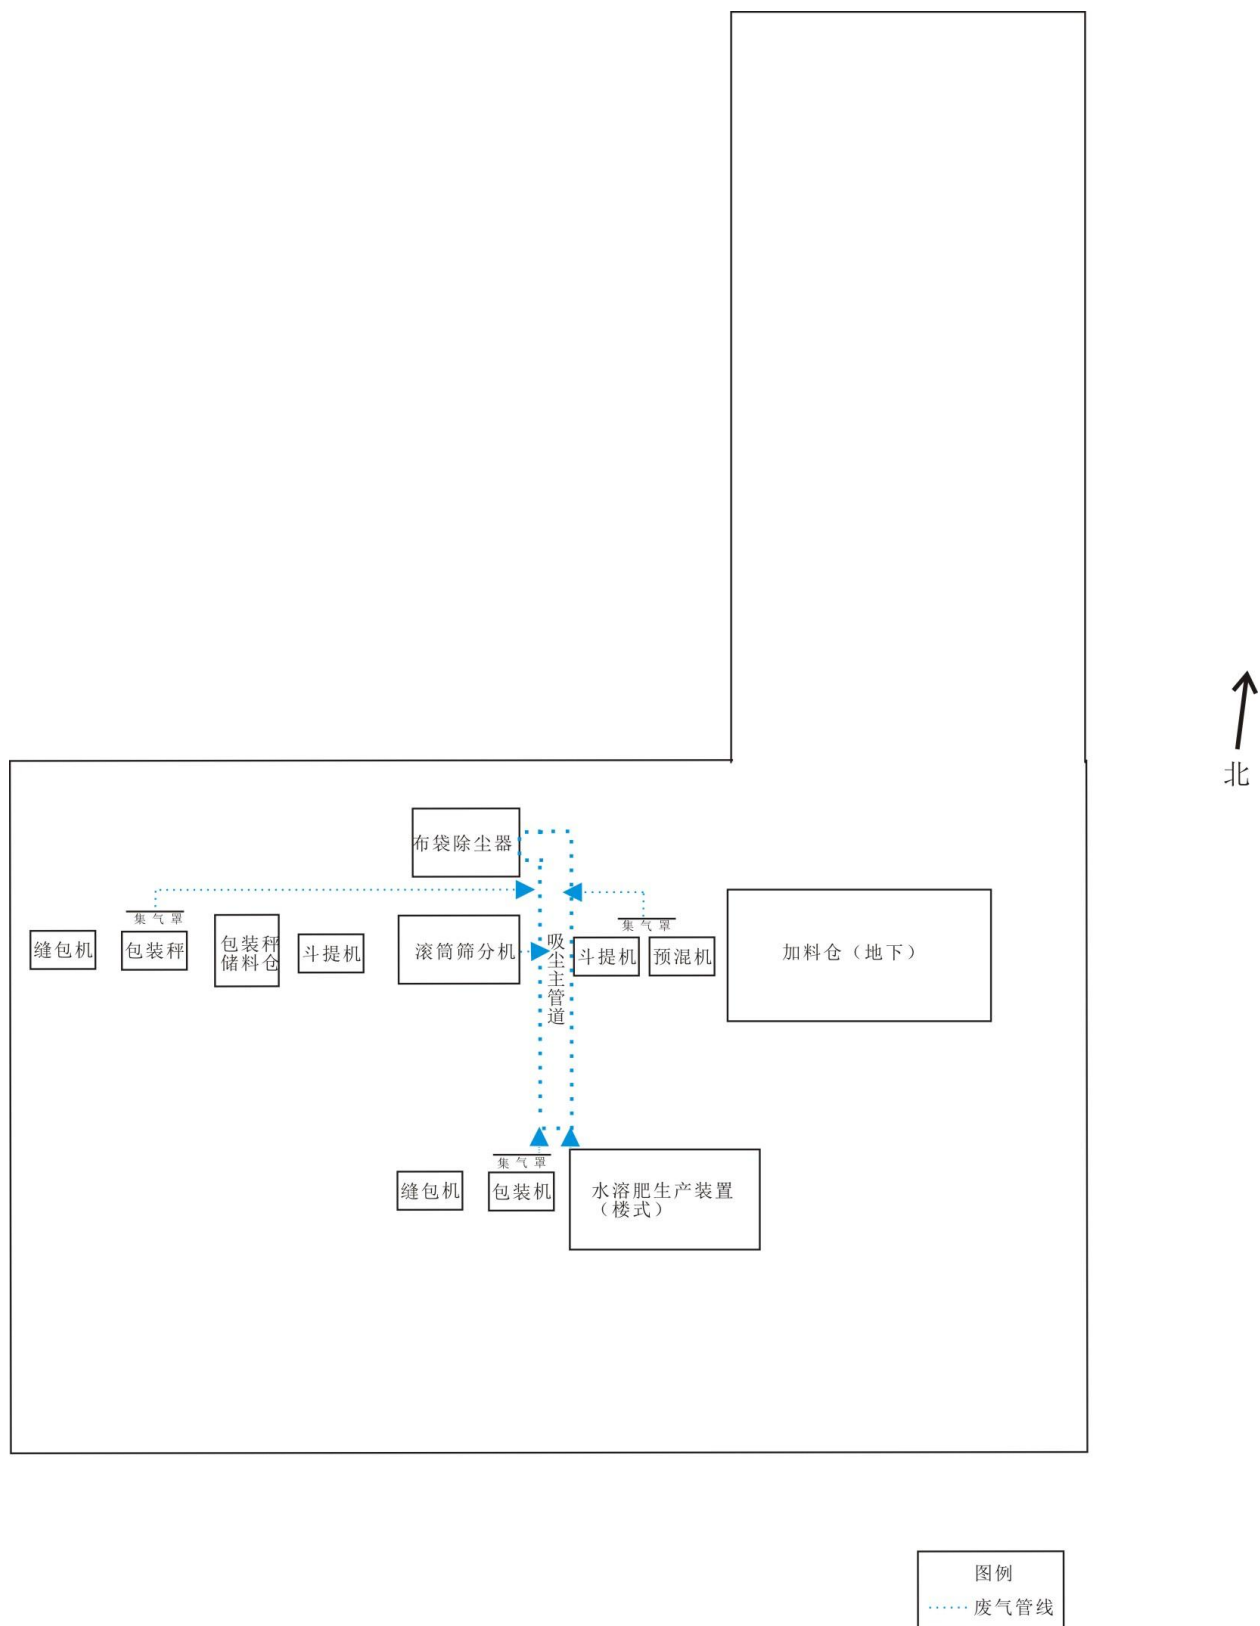 北
布袋除尘器
集气罩
集气罩
缝包机
包装秤
包装秤
储料仓
斗提机
滚筒筛分机
吸尘主管道
斗提机
预混机
加料仓（地下）
集气罩
缝包机
包装机
水溶肥生产装置
（楼式）
图例
废气管线